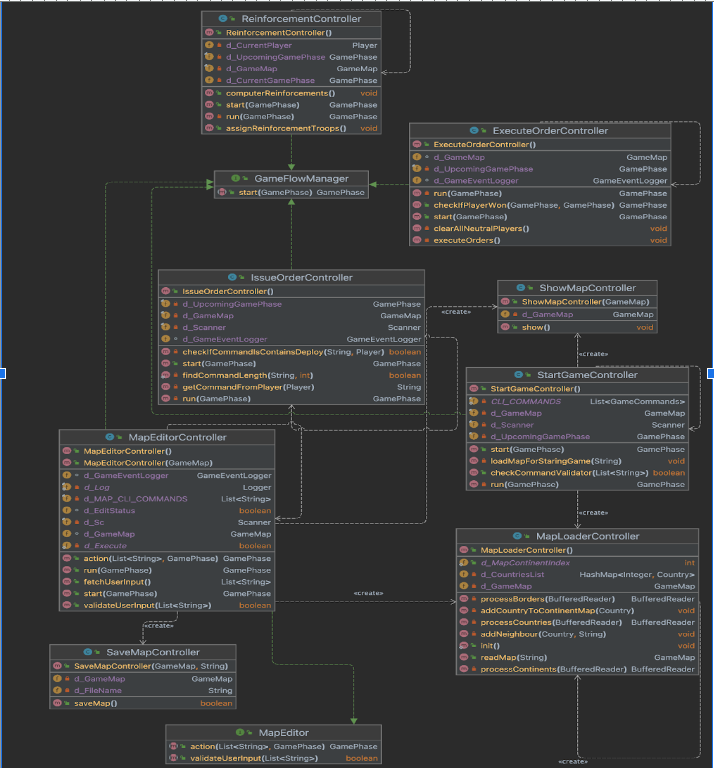 ReinforcementController
ReinforcementController()
d_CurrentPlayer Player
d_UpcomingGamePhase GamePhase
d_GameMap GameMap
d_CurrentGamePhase GamePhase
computerReinforcements() void
start(GamePhase) GamePhase
run(GamePhase) GamePhase
assignReinforcementTroops() void
ExecuteOrderController
ExecuteOrderController()
d_GameMap GameMap
d_UpcomingGamePhase GamePhase
d_GameEventLogger GameEventLogger
run(GamePhase) GamePhase
checkIfPlayerWon(GamePhase, GamePhase) GamePhase
start(GamePhase) GamePhase
clearAllNeutralPlayers() void
executeOrders() void
GameFlowManager
start(GamePhase) GamePhase
IssueOrderController
IssueOrderController()
d_UpcomingGamePhase GamePhase
d_GameMap GameMap
d_Scanner Scanner
d_GameEventLogger GameEventLogger
checkIfCommandIsContainsDeploy(String, Player) boolean
start(GamePhase) GamePhase
findCommandLength(String, int) boolean
getCommandFromPlayer(Player) String
run(GamePhase) GamePhase
ShowMapController
ShowMapController(GameMap)
d_GameMap GameMap
show() void
«create»
«create»
StartGameController
StartGameController()
CLI_COMMANDS List<GameCommands>
d_GameMap GameMap
d_Scanner Scanner
d_UpcomingGamePhase GamePhase
start(GamePhase) GamePhase
loadMapForStaringGame(String) void
checkCommandValidator(List<String>) boolean
run(GamePhase) GamePhase
«create»
MapEditorController
MapEditorController()
MapEditorController(GameMap)
d_GameEventLogger GameEventLogger
d_Log Logger
d_MAP_CLI_COMMANDS List<String>
d_EditStatus boolean
d_Sc Scanner
d_GameMap GameMap
d_Execute boolean
action(List<String>, GamePhase) GamePhase
run(GamePhase) GamePhase
fetchUserInput() List<String>
start(GamePhase) GamePhase
validateUserInput(List<String>) boolean
«create»
«create»
MapLoaderController
MapLoaderController()
d_MapContinentIndex int
d_CountriesList HashMap<Integer, Country>
d_GameMap GameMap
processBorders(BufferedReader) BufferedReader
addCountryToContinentMap(Country) void
processCountries(BufferedReader) BufferedReader
addNeighbour(Country, String) void
init() void
readMap(String) GameMap
processContinents(BufferedReader) BufferedReader
«create»
SaveMapController
SaveMapController(GameMap, String)
d_GameMap GameMap
d_FileName String
saveMap() boolean
MapEditor
action(List<String>, GamePhase) GamePhase
validateUserInput(List<String>) boolean